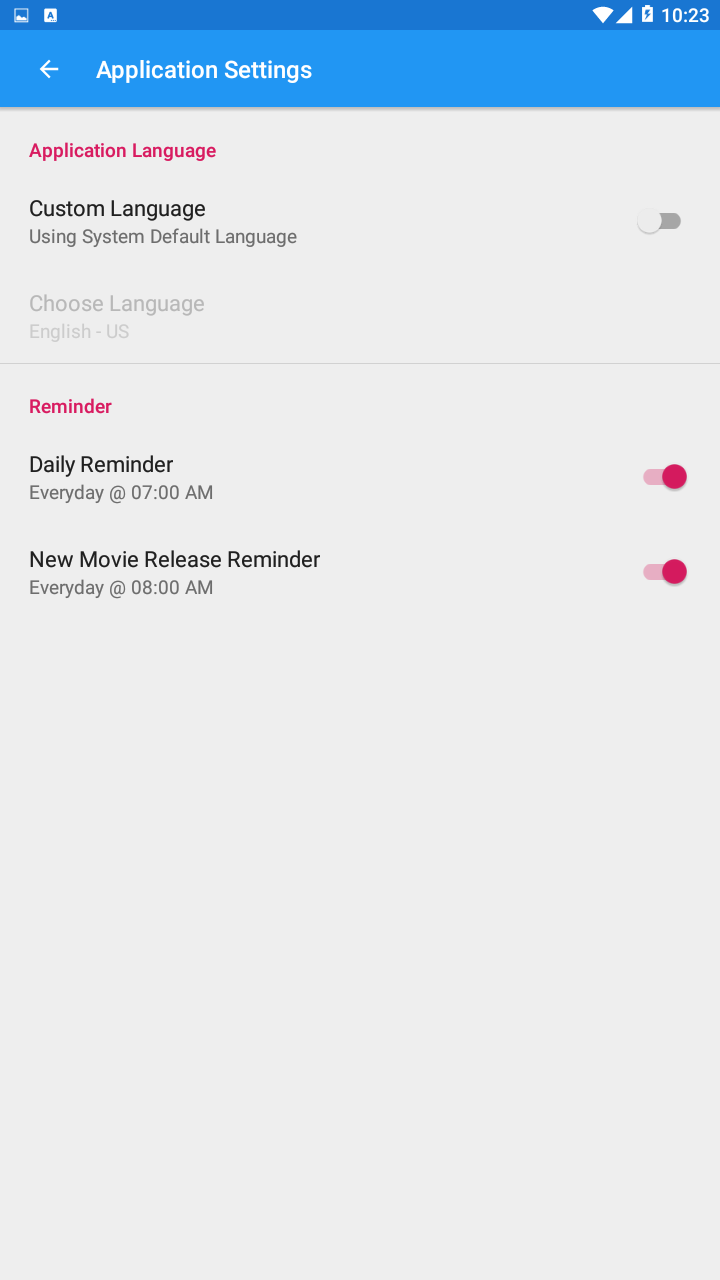 10:23
Application Settings
Application Language
Custom Language
Using System Default Language
Choose Language
English - US
Reminder
Daily Reminder
Everyday @ 07:00 AM
New Movie Release Reminder
Everyday @ 08:00 AM